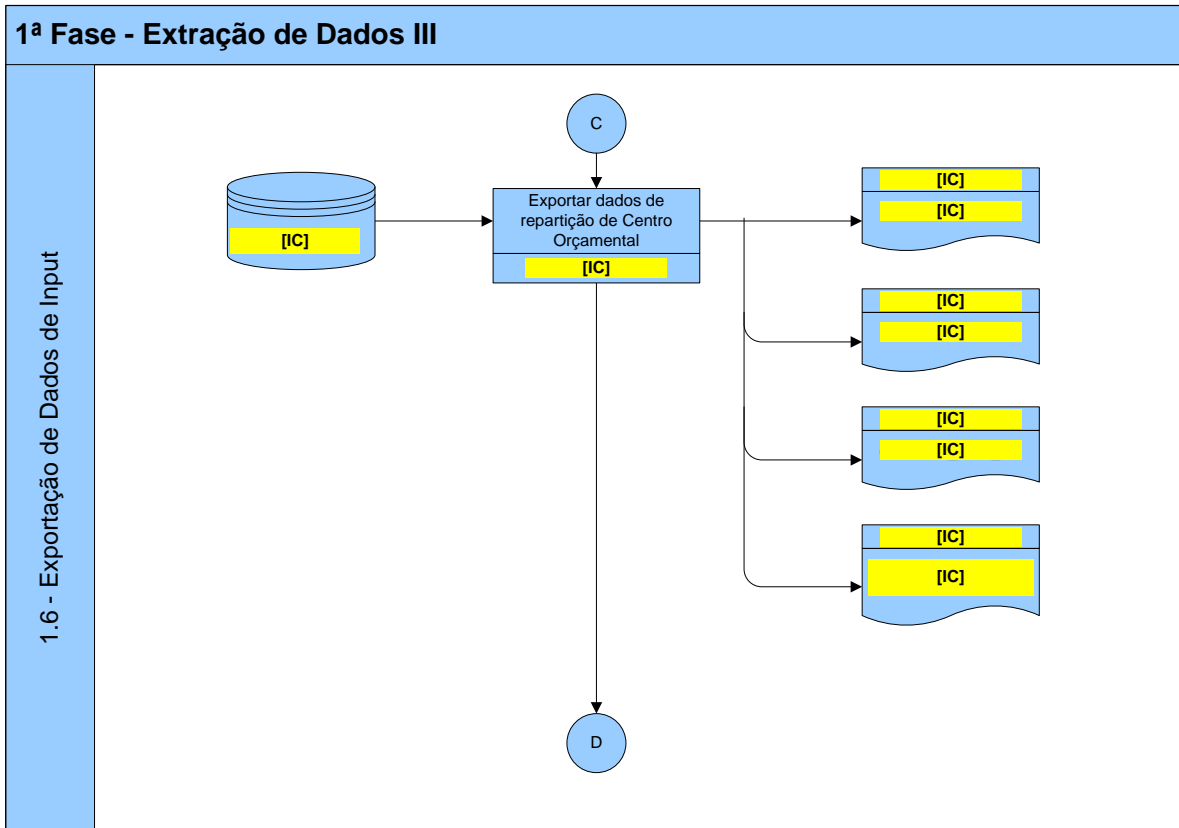 1ª Fase - Extração de Dados III
1.6 - Exportação de Dados de Input
C
[IC]
Exportar dados de
repartição de Centro
Orçamental
[IC]
[IC]
[IC]
[IC]
[IC]
[IC]
[IC]
[IC]
[IC]
D